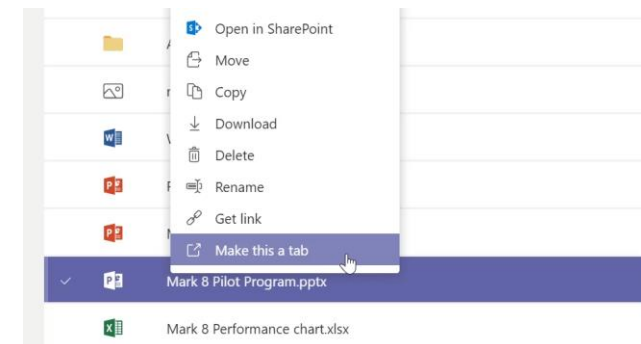 Open in SharePoint
Move
Copy
Download
Delete
Rename
Get link
Make this a tab
Mark 8 Pilot Program.pptx
Mark 8 Performance chart.xlsx